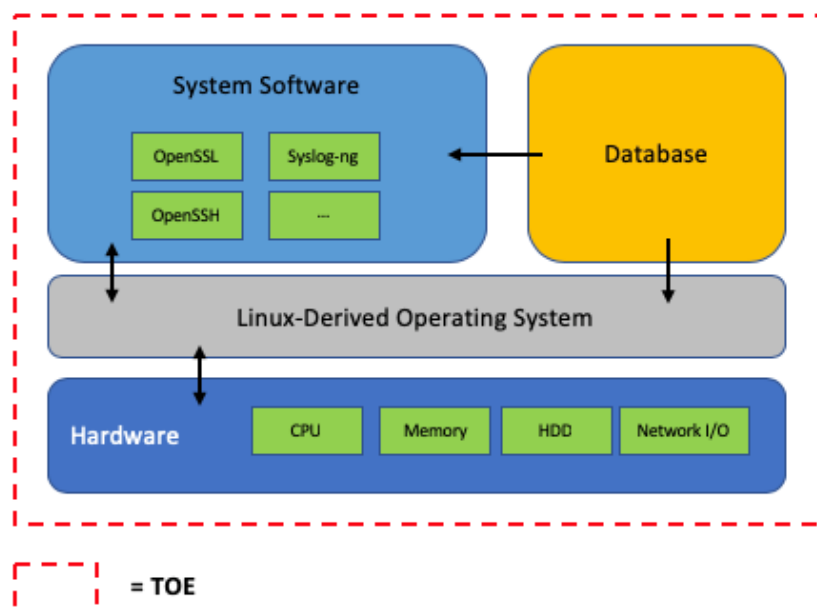 System Software
Database
OpenSSL
Syslog-ng
OpenSSH
...
Linux-Derived Operating System
Hardware
CPU
Memory
HDD
Network I/O
= TOE